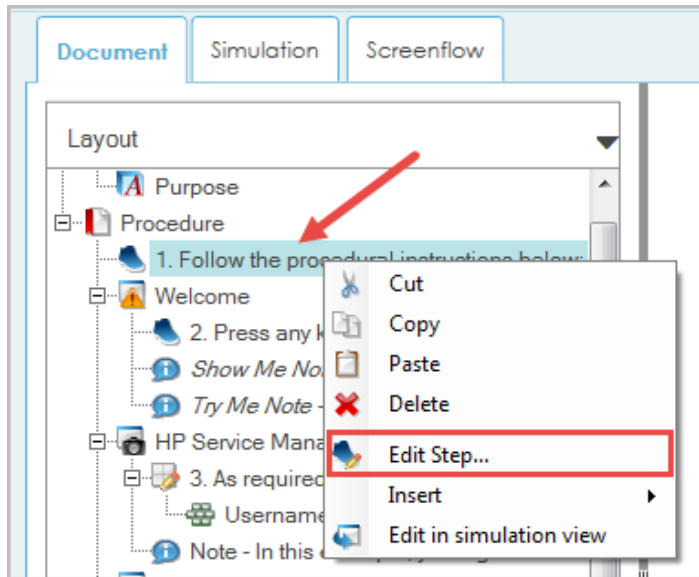 Document Simulation Screenflow
Layout
Purpose
Procedure
1. Follow the procedural instructions below:
Welcome
Cut
2. Press any k
Copy
Show Me No
Paste
Try Me Note -
Delete
HP Service Mana
Edit Step...
3. As required
Insert
Username
Edit in simulation view
Note - In this